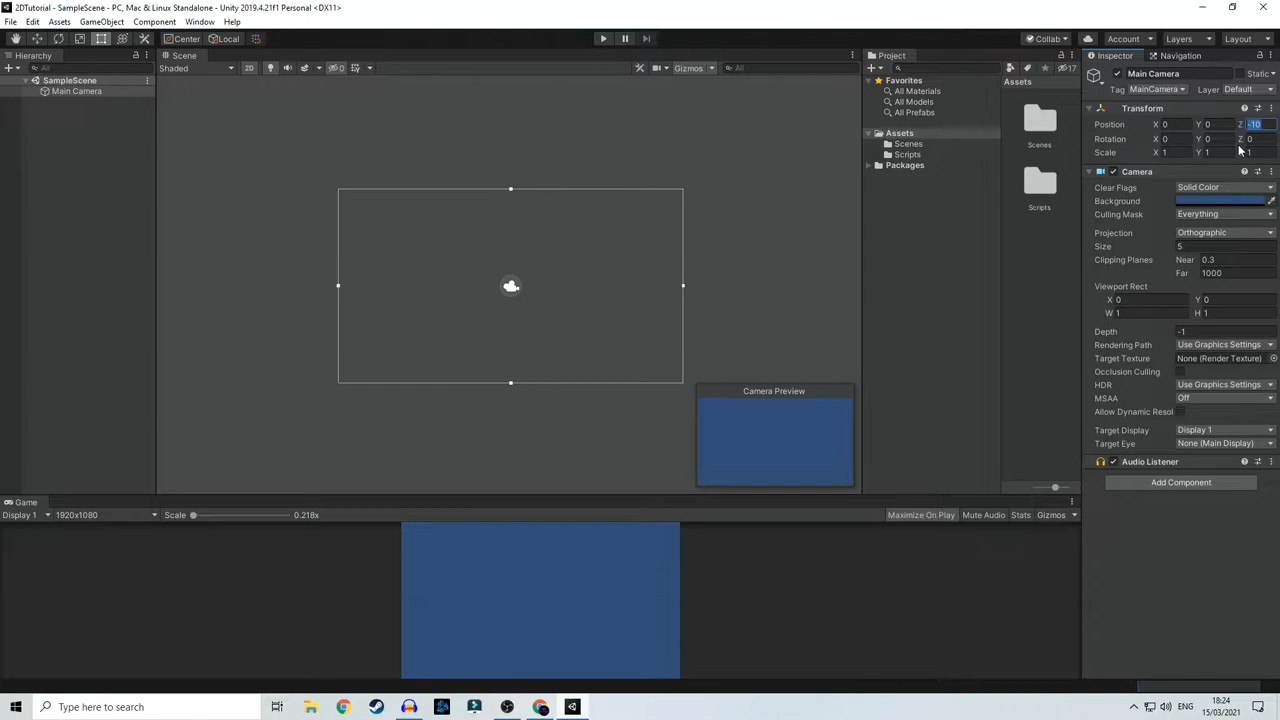 2DTutorial - SampleScene - PC, Mac & Linux Standalone - Unity 2019.4.21f1 Personal <DX11>
File Edit Assets GameObject Component Window Help
Center Local Collab Account Layers Layout
Hierarchy Scene Project Inspector Navigation
All Shaded 2D 0 Gizmos All 17
SampleScene
Main Camera
Favorites
All Materials
All Models
All Prefabs
Assets
Scenes
Scripts
Packages
Assets
Scenes
Scripts
Main Camera Static
Tag MainCamera Layer Default
Transform
Position X 0 Y 0 Z -10
Rotation X 0 Y 0 Z 0
Scale X 1 Y 1 1
Camera
Clear Flags Solid Color
Background
Culling Mask Everything
Projection Orthographic
Size 5
Clipping Planes Near 0.3
Far 1000
Viewport Rect
X 0 Y 0
W 1 H 1
Depth -1
Rendering Path Use Graphics Settings
Target Texture None (Render Texture)
Occlusion Culling
HDR Use Graphics Settings
MSAA Off
Allow Dynamic Resol
Target Display Display 1
Target Eye None (Main Display)
Audio Listener
Add Component
Camera Preview
Game
Display 1 1920x1080 Scale 0.218x Maximize On Play Mute Audio Stats Gizmos
Type here to search
ENG
18:24
15/03/2021